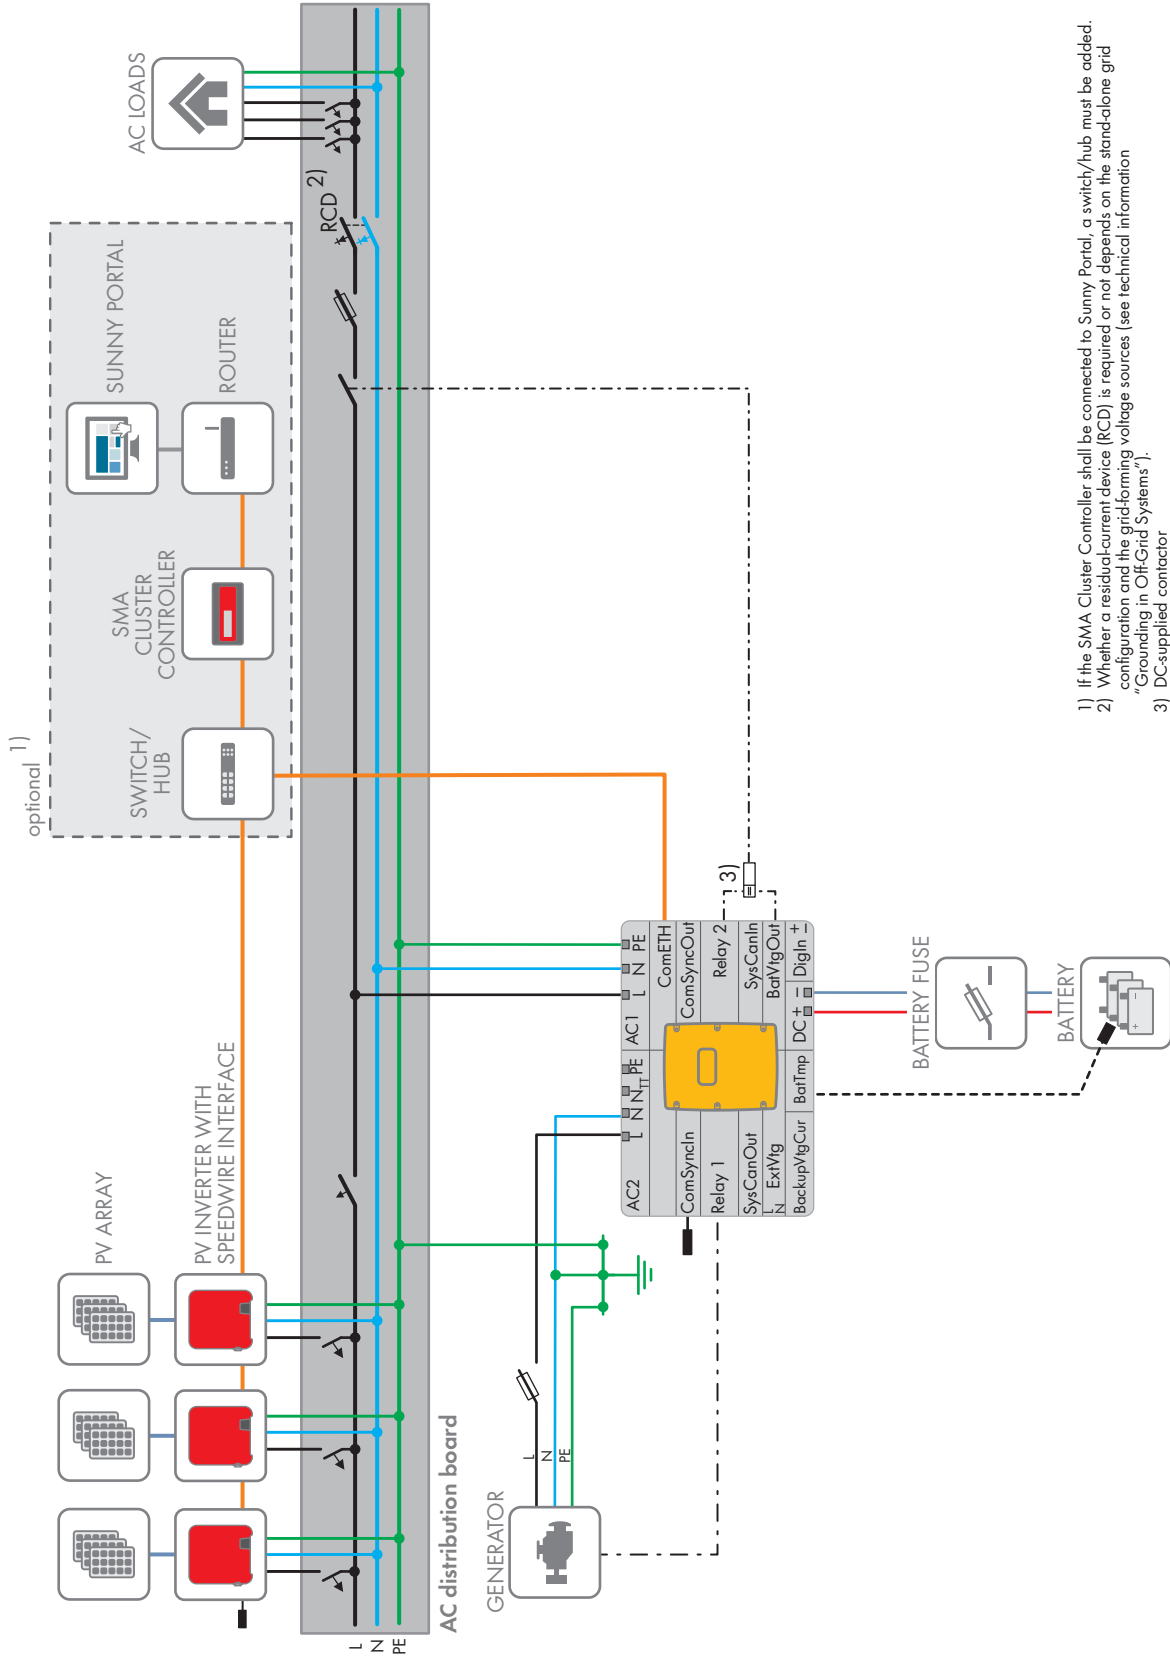 optional 1)
SUNNY PORTAL
ROUTER
SMA
CLUSTER
CONTROLLER
SWITCH/
HUB
AC LOADS
PV ARRAY
PV INVERTER WITH
SPEEDWIRE INTERFACE
RCD 2)
L
N
PE
AC distribution board
GENERATOR
L
N
PE
AC2
L
N
NTT
PE
AC1
L
N
PE
ComETH
ComSyncIn
ComSyncOut
Relay 1
Relay 2
SysCanOut
SysCanIn
L
N
ExtVtg
BatVtgOut
BackupVtgCur
BatTmp
DC + −
DigIn + −
3)
BATTERY FUSE
BATTERY
+
−
1) If the SMA Cluster Controller shall be connected to Sunny Portal, a switch/hub must be added.
2) Whether a residual-current device (RCD) is required or not depends on the stand-alone grid
configuration and the grid-forming voltage sources (see technical information
"Grounding in Off-Grid Systems").
3) DC-supplied contactor